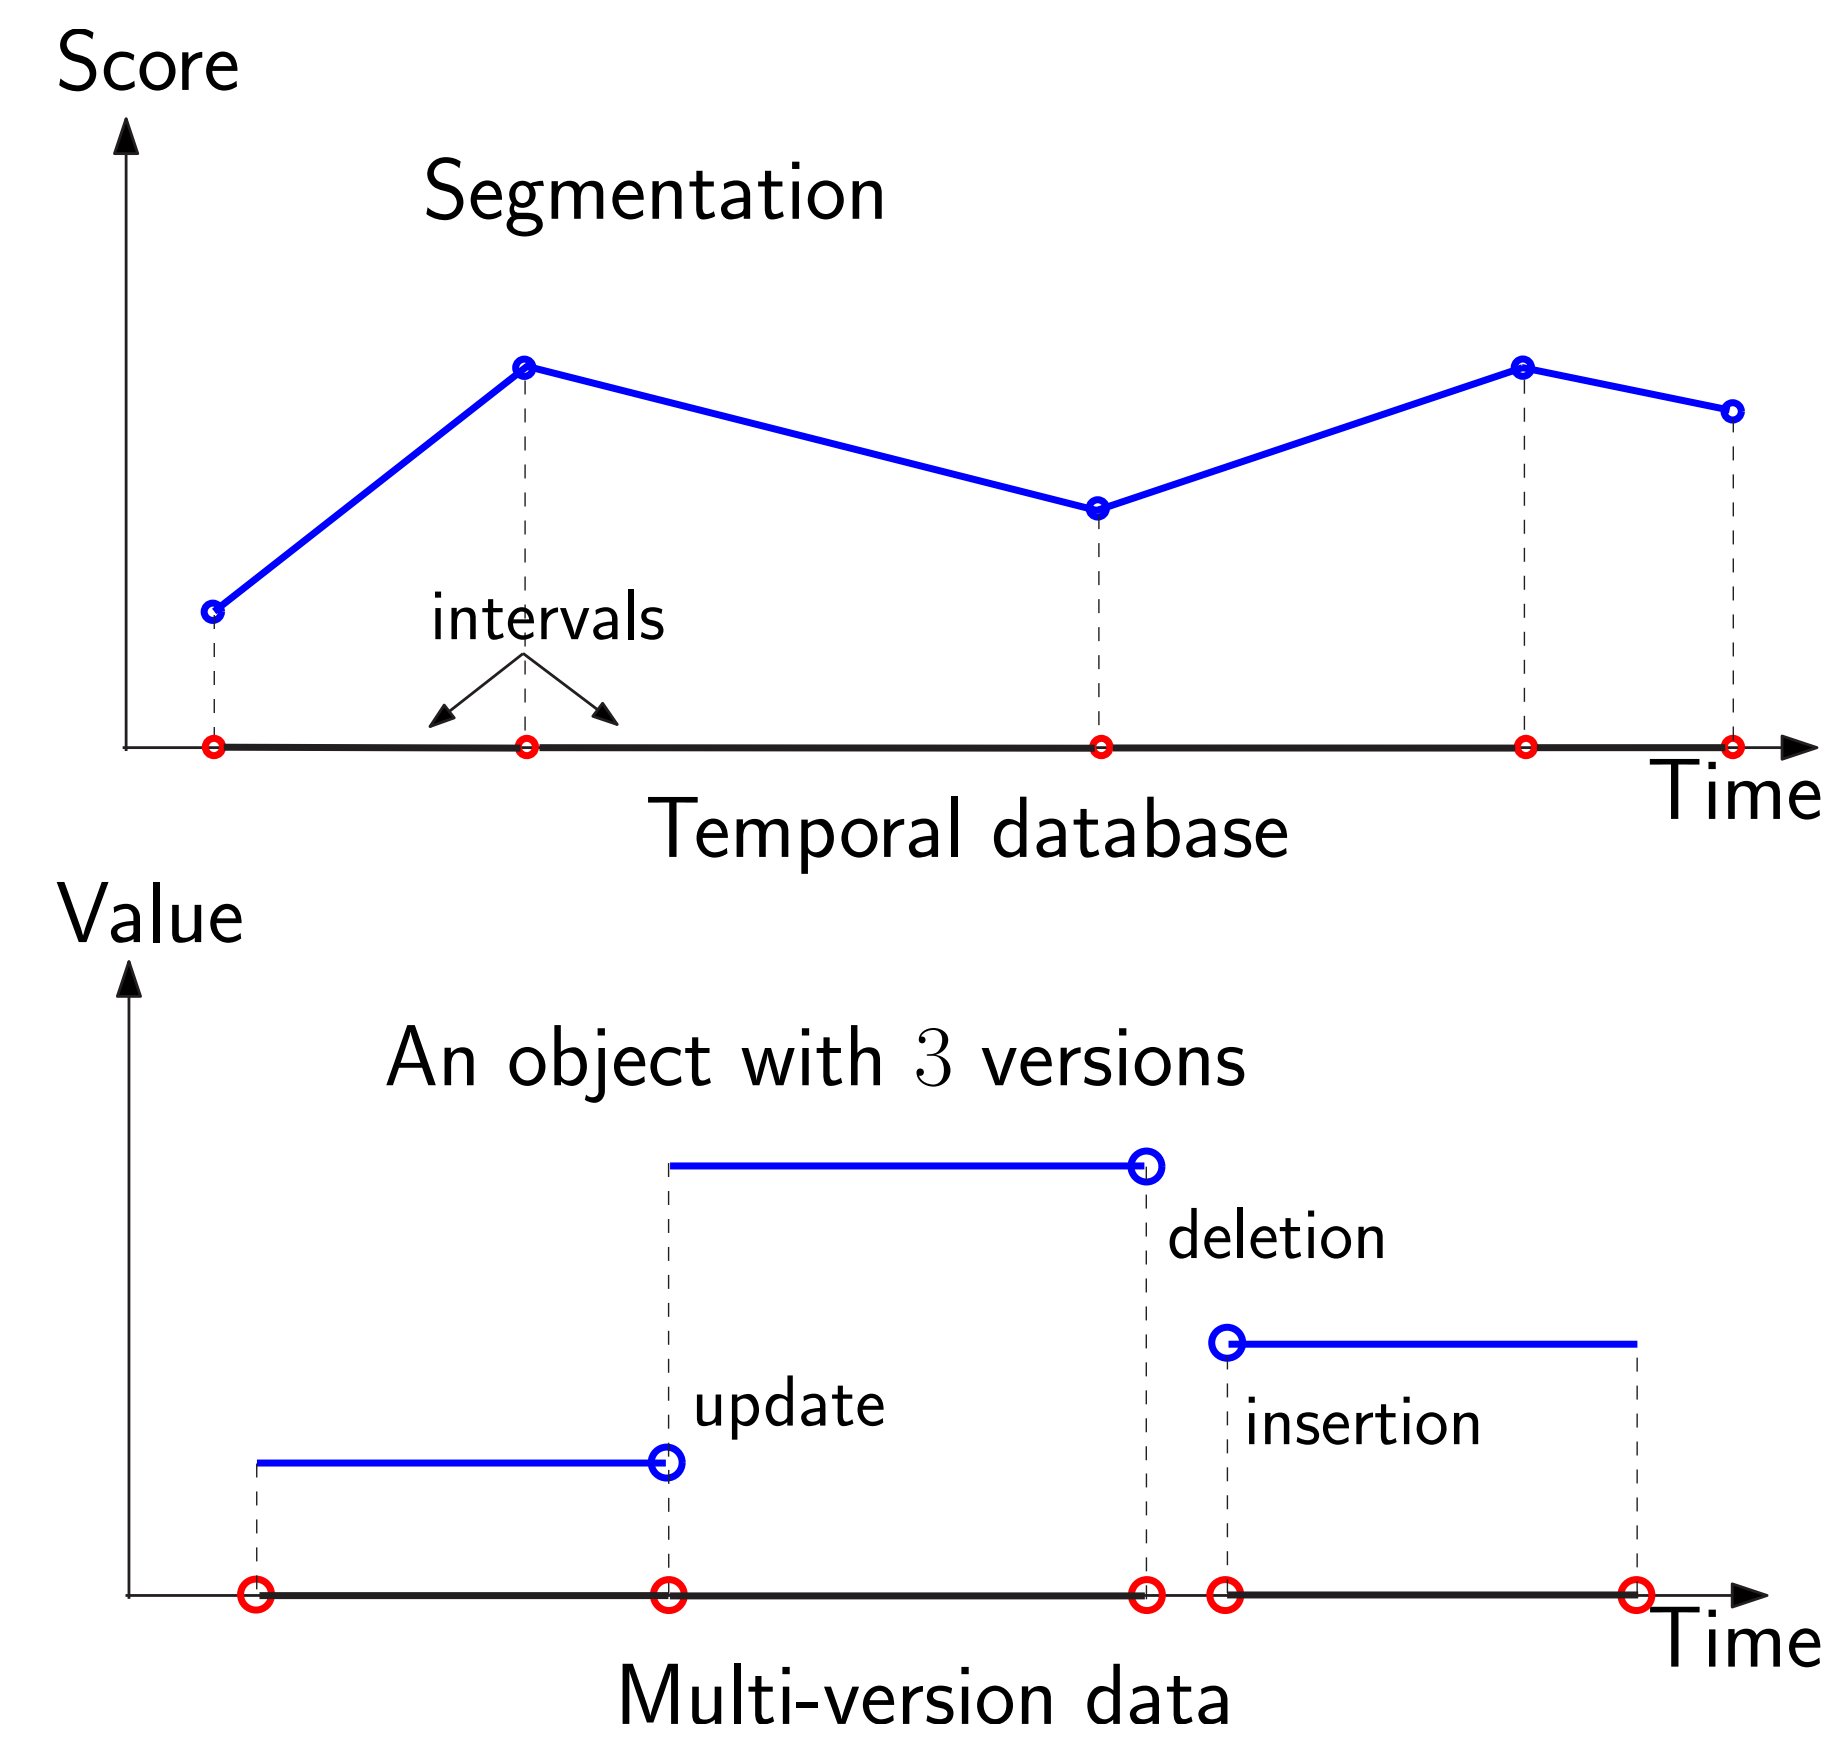 Score
Segmentation
intervals
Time
Temporal database
Value
An object with 3 versions
deletion
update
insertion
Time
Multi-version data